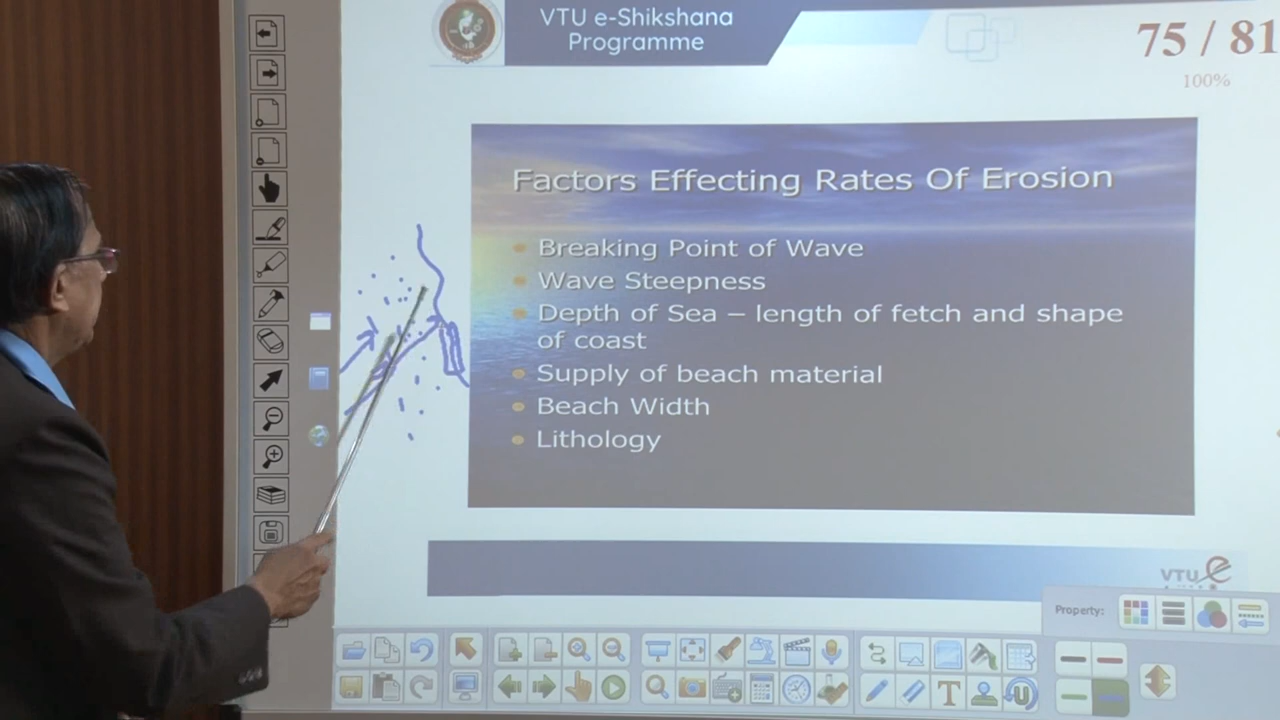 VTU e-Shikshana
Programme
75 / 81
100%
Factors Effecting Rates Of Erosion
Breaking Point of Wave
Wave Steepness
Depth of Sea – length of fetch and shape
of coast
Supply of beach material
Beach Width
Lithology
VTU e
Property:
T